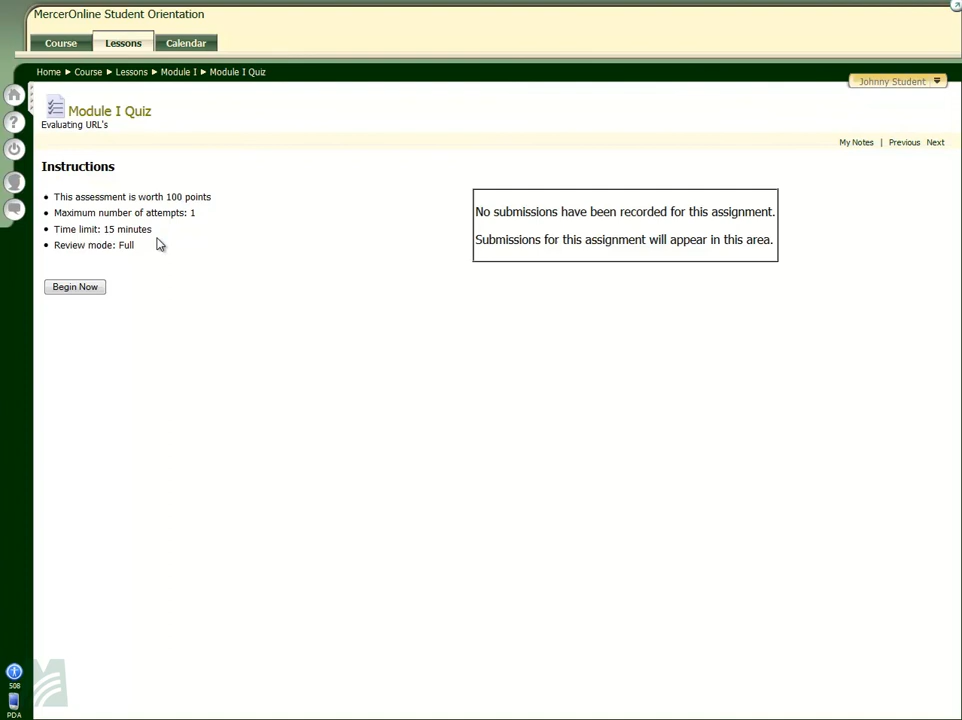 MercerOnline Student Orientation
Course Lessons Calendar
Home ► Course ► Lessons ► Module I ► Module I Quiz
Johnny Student
Module I Quiz
Evaluating URL's
My Notes | Previous Next
Instructions
• This assessment is worth 100 points
• Maximum number of attempts: 1
• Time limit: 15 minutes
• Review mode: Full
Begin Now
No submissions have been recorded for this assignment.
Submissions for this assignment will appear in this area.
508
PDA